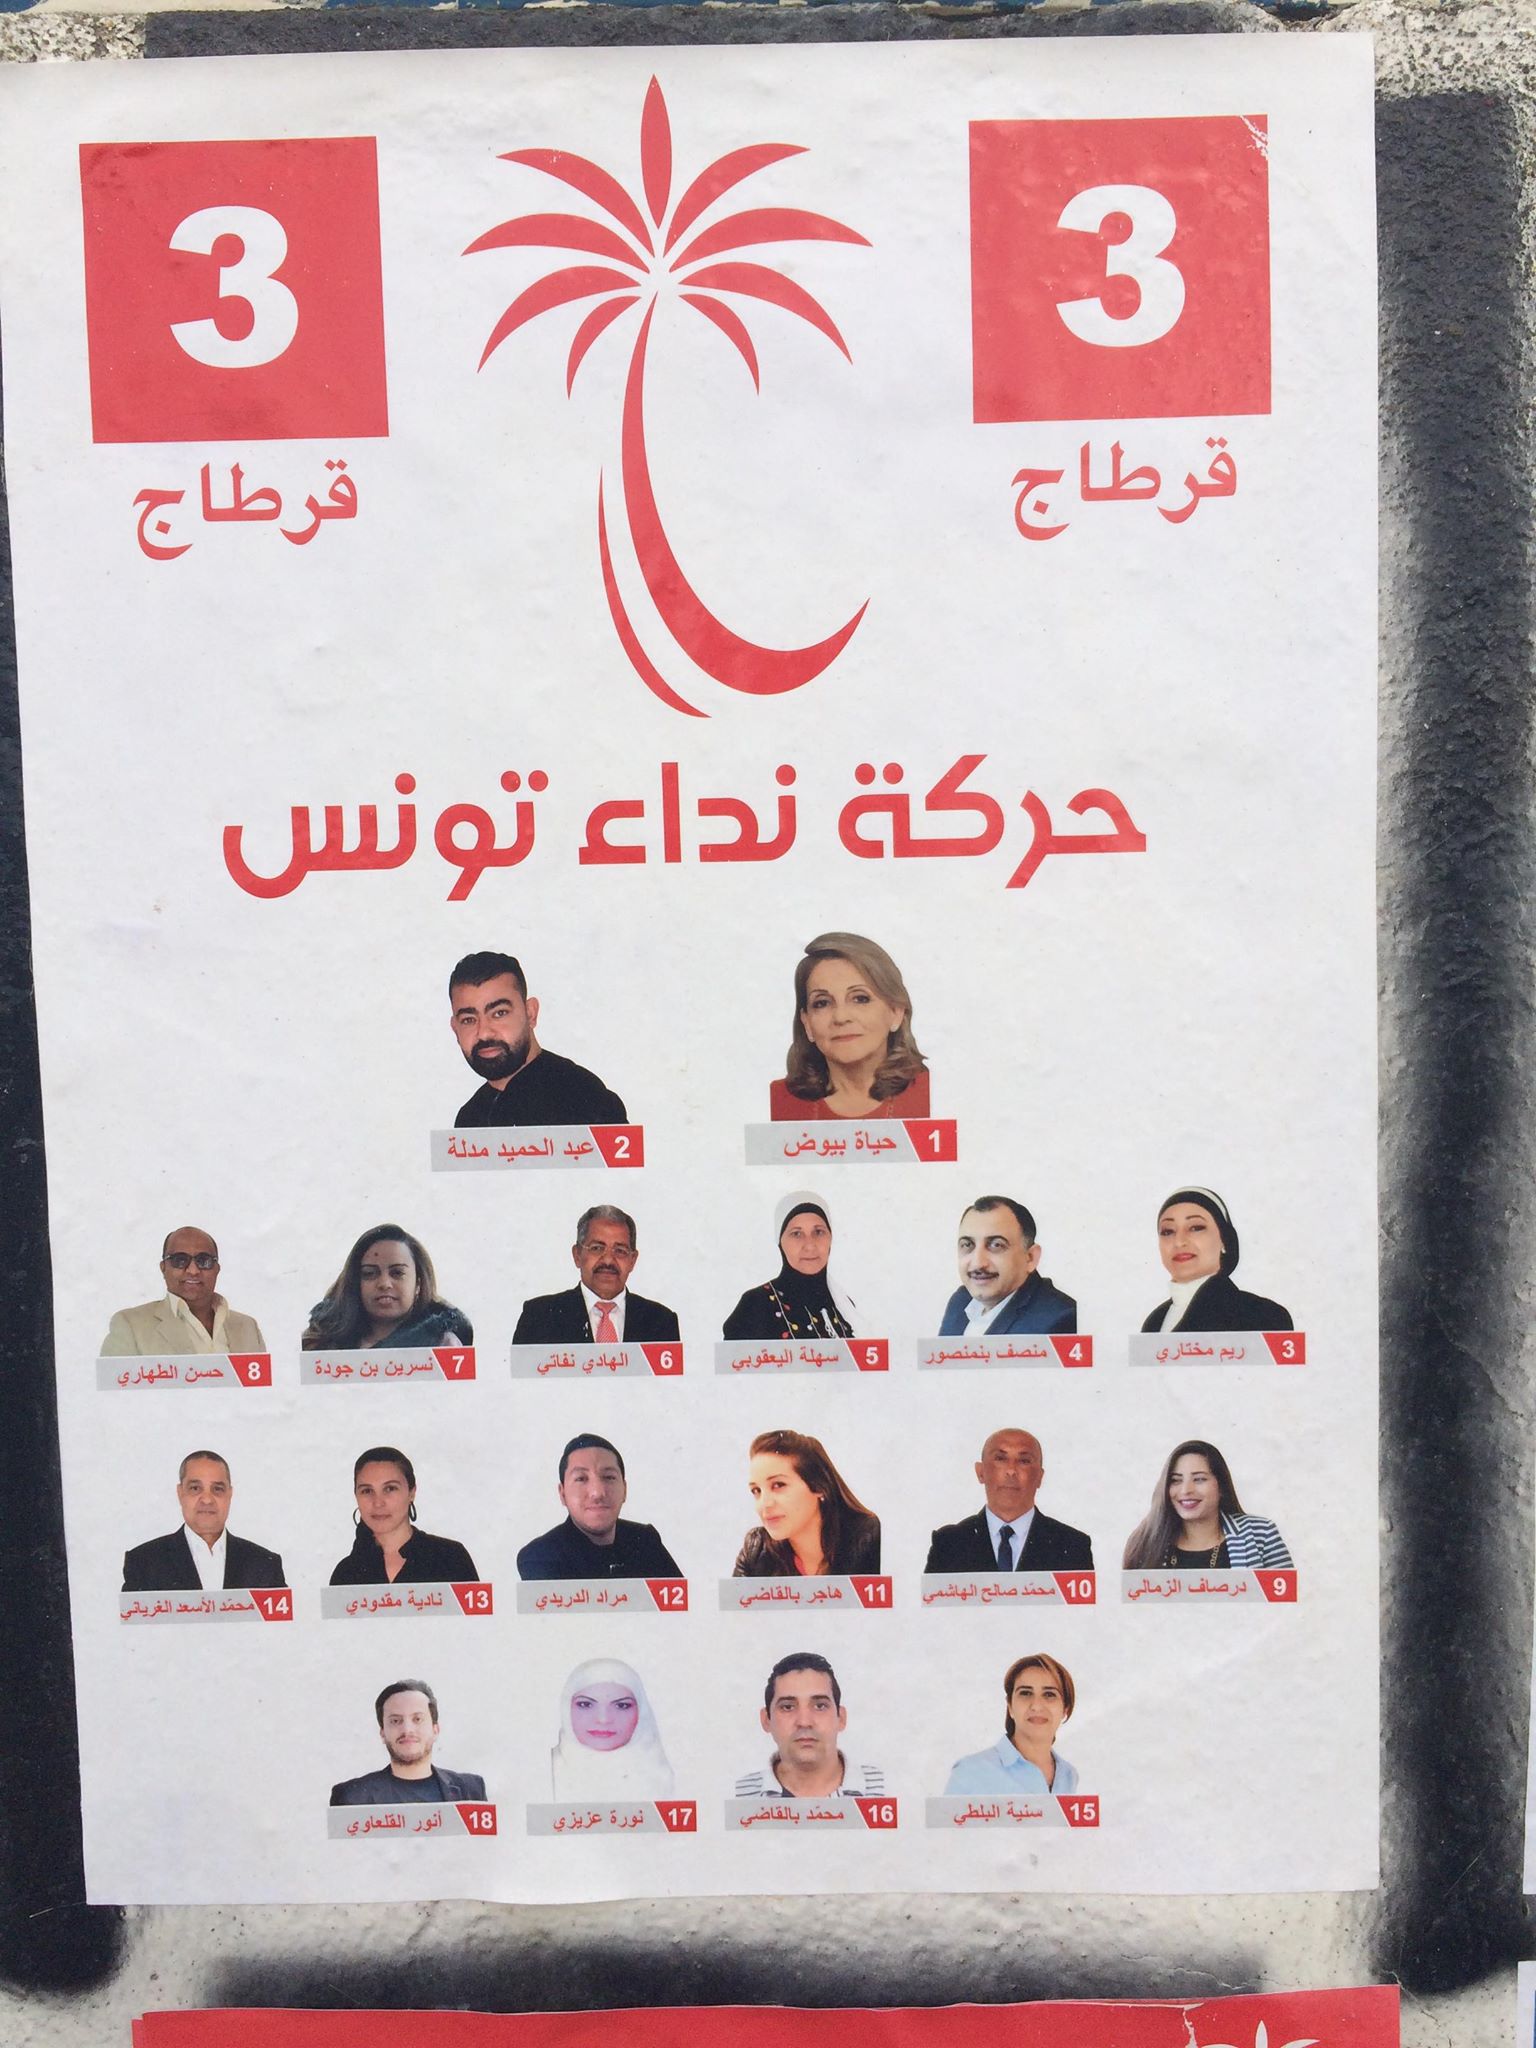 3
3
قرطاج
قرطاج
حركة نداء تونس
1 حياة بيوض
2 عبد الحميد مدلة
3 ريم مختاري
4 منصف بنمنصور
5 سهلة اليعقوبي
6 الهادي نفاتي
7 نسرين بن جودة
8 حسن الطهاري
9 درصاف الزمالي
10 محمّد صالح الهاشمي
11 هاجر بالقاضي
12 مراد الدريدي
13 نادية مقدودي
14 محمّد الأسعد الغرياني
15 سنية البلطي
16 محمّد بالقاضي
17 نورة عزيزي
18 أنور القلعاوي